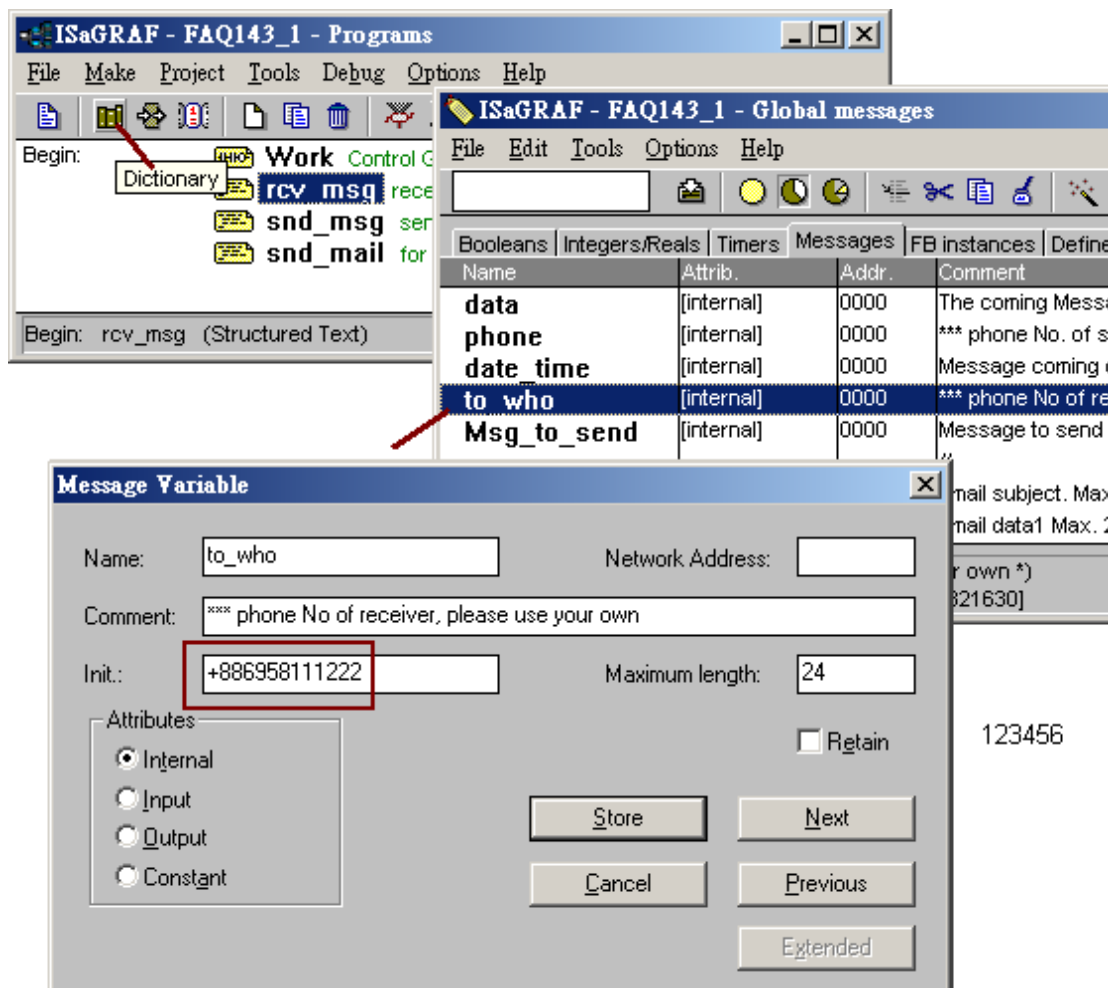 ISaGRAF - FAQ143_1 - Programs
File Make Project Tools Debug Options Help
Begin:
Work Control G
Dictionary
rcv_msg rece
snd_msg sen
snd_mail for
Begin: rcv_msg (Structured Text)
ISaGRAF - FAQ143_1 - Global messages
File Edit Tools Options Help
Booleans Integers/Reals Timers Messages FB instances Define
Name Attrib. Addr. Comment
data [internal] 0000 The coming Messa
phone [internal] 0000 *** phone No. of s
date_time [internal] 0000 Message coming
to_who [internal] 0000 *** phone No of re
Msg_to_send [internal] 0000 Message to send
mail subject. Max
mail data1 Max. 2
r own *)
821630]
Message Variable
Name: to_who Network Address:
Comment: *** phone No of receiver, please use your own
Init.: +886958111222 Maximum length: 24
Attributes
Internal
Input
Output
Constant
Retain
Store Next
Cancel Previous
Extended
123456